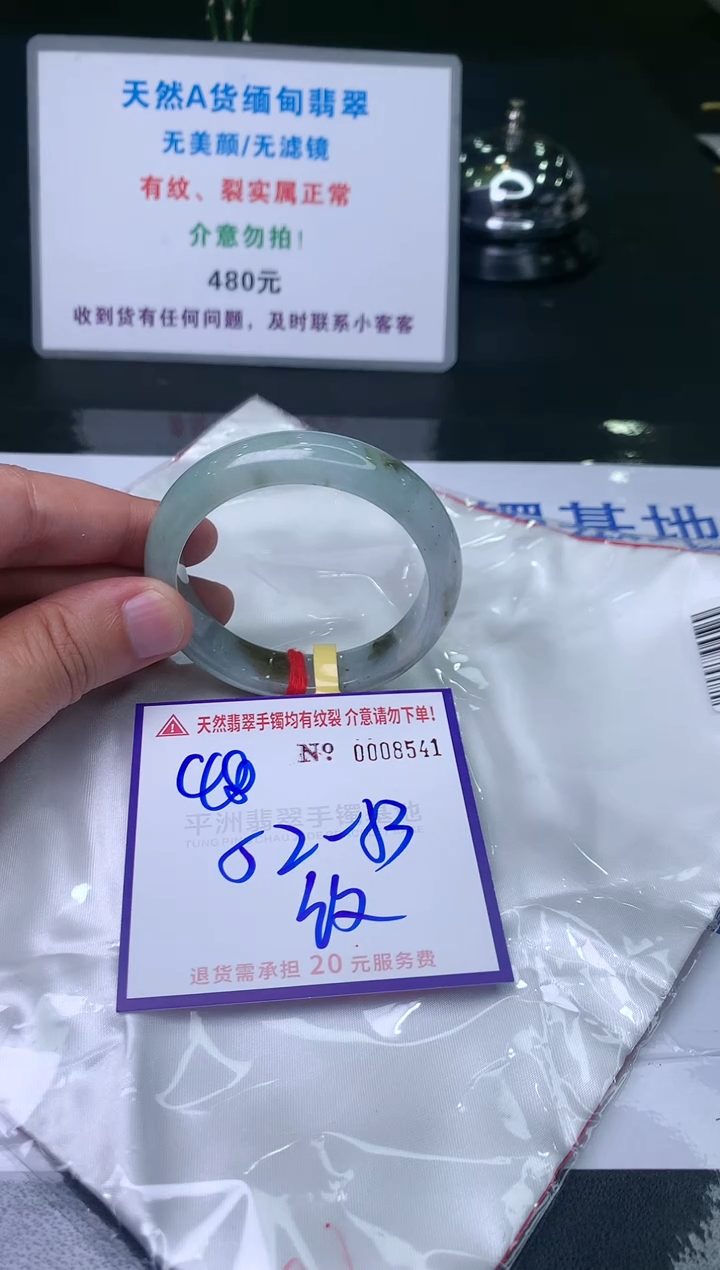 天然A货缅甸翡翠
无美颜/无滤镜
有纹、裂实属正常
介意勿拍!
480元
收到货有任何问题，及时联系小客客
镯基地
天然翡翠手镯均有纹裂 介意请勿下单!
Nº 0008541
平洲翡翠手镯基地
纹
退货需承担 20 元服务费